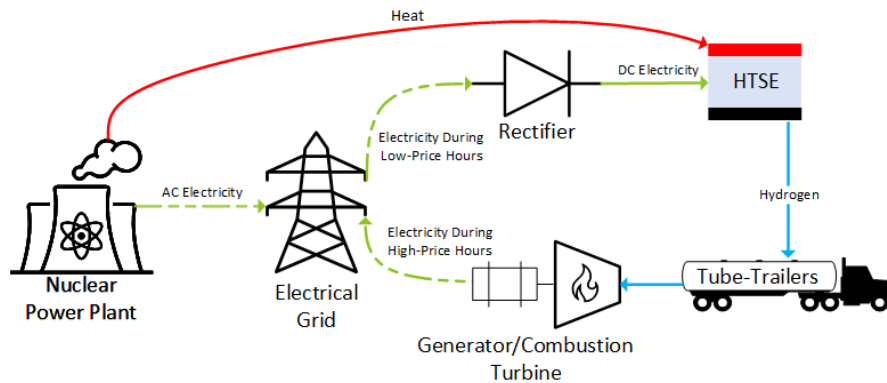 Heat
DC Electricity
HTSE
Rectifier
Electricity During
Low-Price Hours
AC Electricity
Hydrogen
Electricity During
High-Price Hours
Nuclear
Power Plant
Electrical
Grid
Tube-Trailers
Generator/Combustion
Turbine